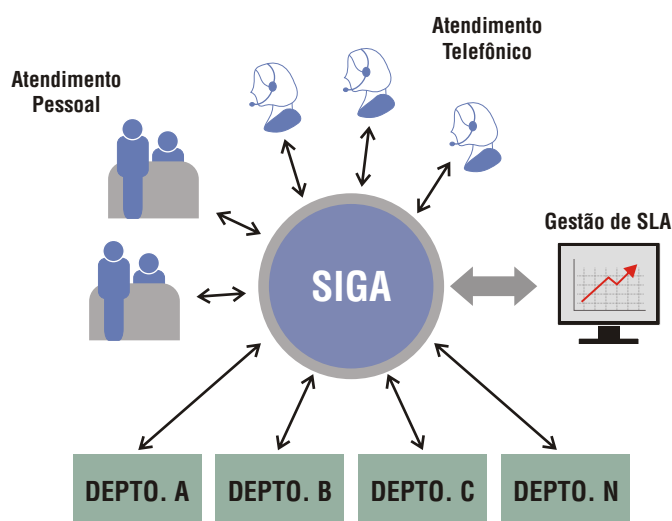 Atendimento
Telefônico
Atendimento
Pessoal
Gestão de SLA
SIGA
DEPTO. A
DEPTO. B
DEPTO. C
DEPTO. N